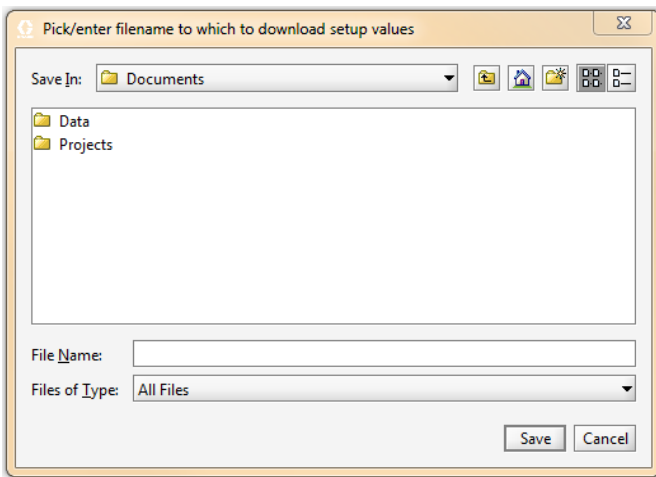 Pick/enter filename to which to download setup values
Save In: Documents
Data
Projects
File Name:
Files of Type: All Files
Save Cancel